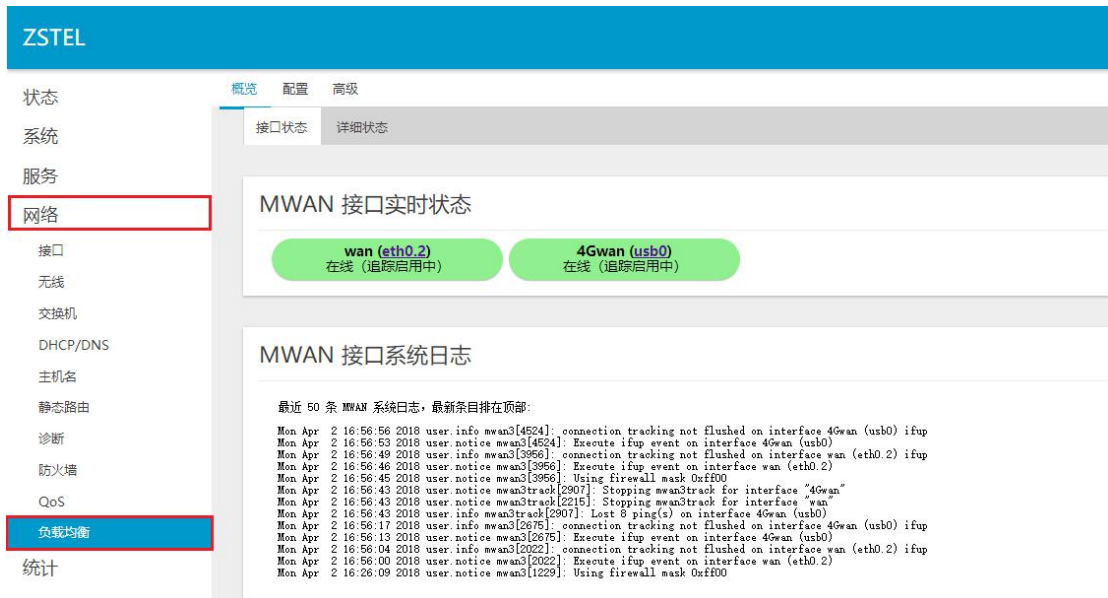 ZSTEL
状态
系统
服务
网络
接口
无线
交换机
DHCP/DNS
主机名
静态路由
诊断
防火墙
QoS
负载均衡
统计
概览 配置 高级
接口状态 详细状态
MWAN 接口实时状态
wan (eth0.2)
在线（追踪启用中）
4Gwan (usb0)
在线（追踪启用中）
MWAN 接口系统日志
最近 50 条 MWAN 系统日志，最新条目排在顶部:
Mon Apr  2 16:56:56 2018 user.info mwan3[4524]: connection tracking not flushed on interface 4Gwan (usb0) ifup
Mon Apr  2 16:56:53 2018 user.notice mwan3[4524]: Execute ifup event on interface 4Gwan (usb0)
Mon Apr  2 16:56:49 2018 user.info mwan3[3956]: connection tracking not flushed on interface wan (eth0.2) ifup
Mon Apr  2 16:56:46 2018 user.notice mwan3[3956]: Execute ifup event on interface wan (eth0.2)
Mon Apr  2 16:56:45 2018 user.notice mwan3[3956]: Using firewall mask 0xff00
Mon Apr  2 16:56:43 2018 user.notice mwan3track[2907]: Stopping mwan3track for interface "4Gwan"
Mon Apr  2 16:56:43 2018 user.notice mwan3track[2215]: Stopping mwan3track for interface "wan"
Mon Apr  2 16:56:43 2018 user.info mwan3track[2907]: Lost 8 ping(s) on interface 4Gwan (usb0)
Mon Apr  2 16:56:17 2018 user.info mwan3[2675]: connection tracking not flushed on interface 4Gwan (usb0) ifup
Mon Apr  2 16:56:13 2018 user.notice mwan3[2675]: Execute ifup event on interface 4Gwan (usb0)
Mon Apr  2 16:56:04 2018 user.info mwan3[2022]: connection tracking not flushed on interface wan (eth0.2) ifup
Mon Apr  2 16:56:00 2018 user.notice mwan3[2022]: Execute ifup event on interface wan (eth0.2)
Mon Apr  2 16:26:09 2018 user.notice mwan3[1229]: Using firewall mask 0xff00